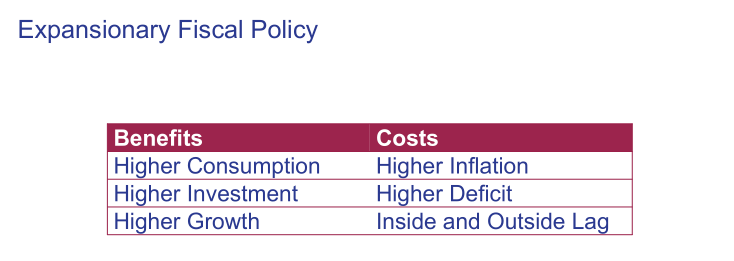 Expansionary Fiscal Policy
Benefits Costs
Higher Consumption Higher Inflation
Higher Investment Higher Deficit
Higher Growth Inside and Outside Lag